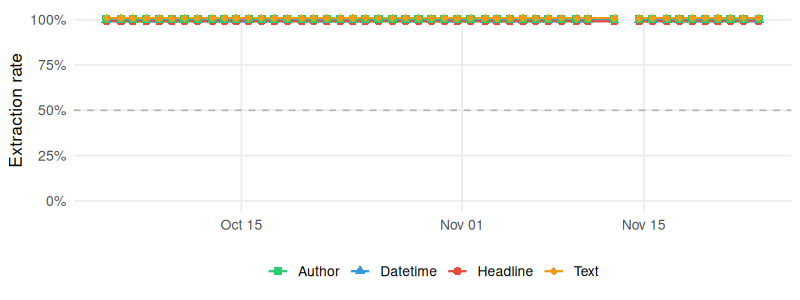 Extraction rate
100%
75%
50%
25%
0%
Oct 15
Nov 01
Nov 15
Author
Datetime
Headline
Text